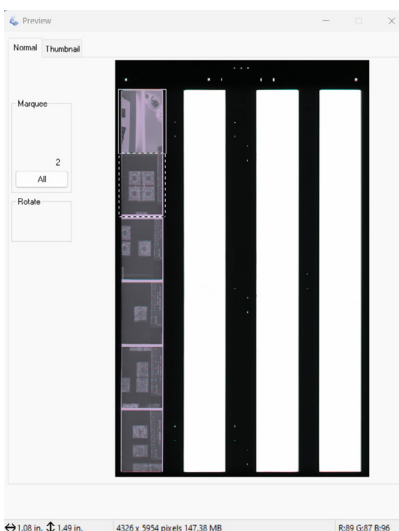 Preview
Normal Thumbnail
Marquee
2
All
Rotate
1.08 in. 1.49 in. 4326 x 5954 pixels 147.38 MB R:89 G:87 B:96